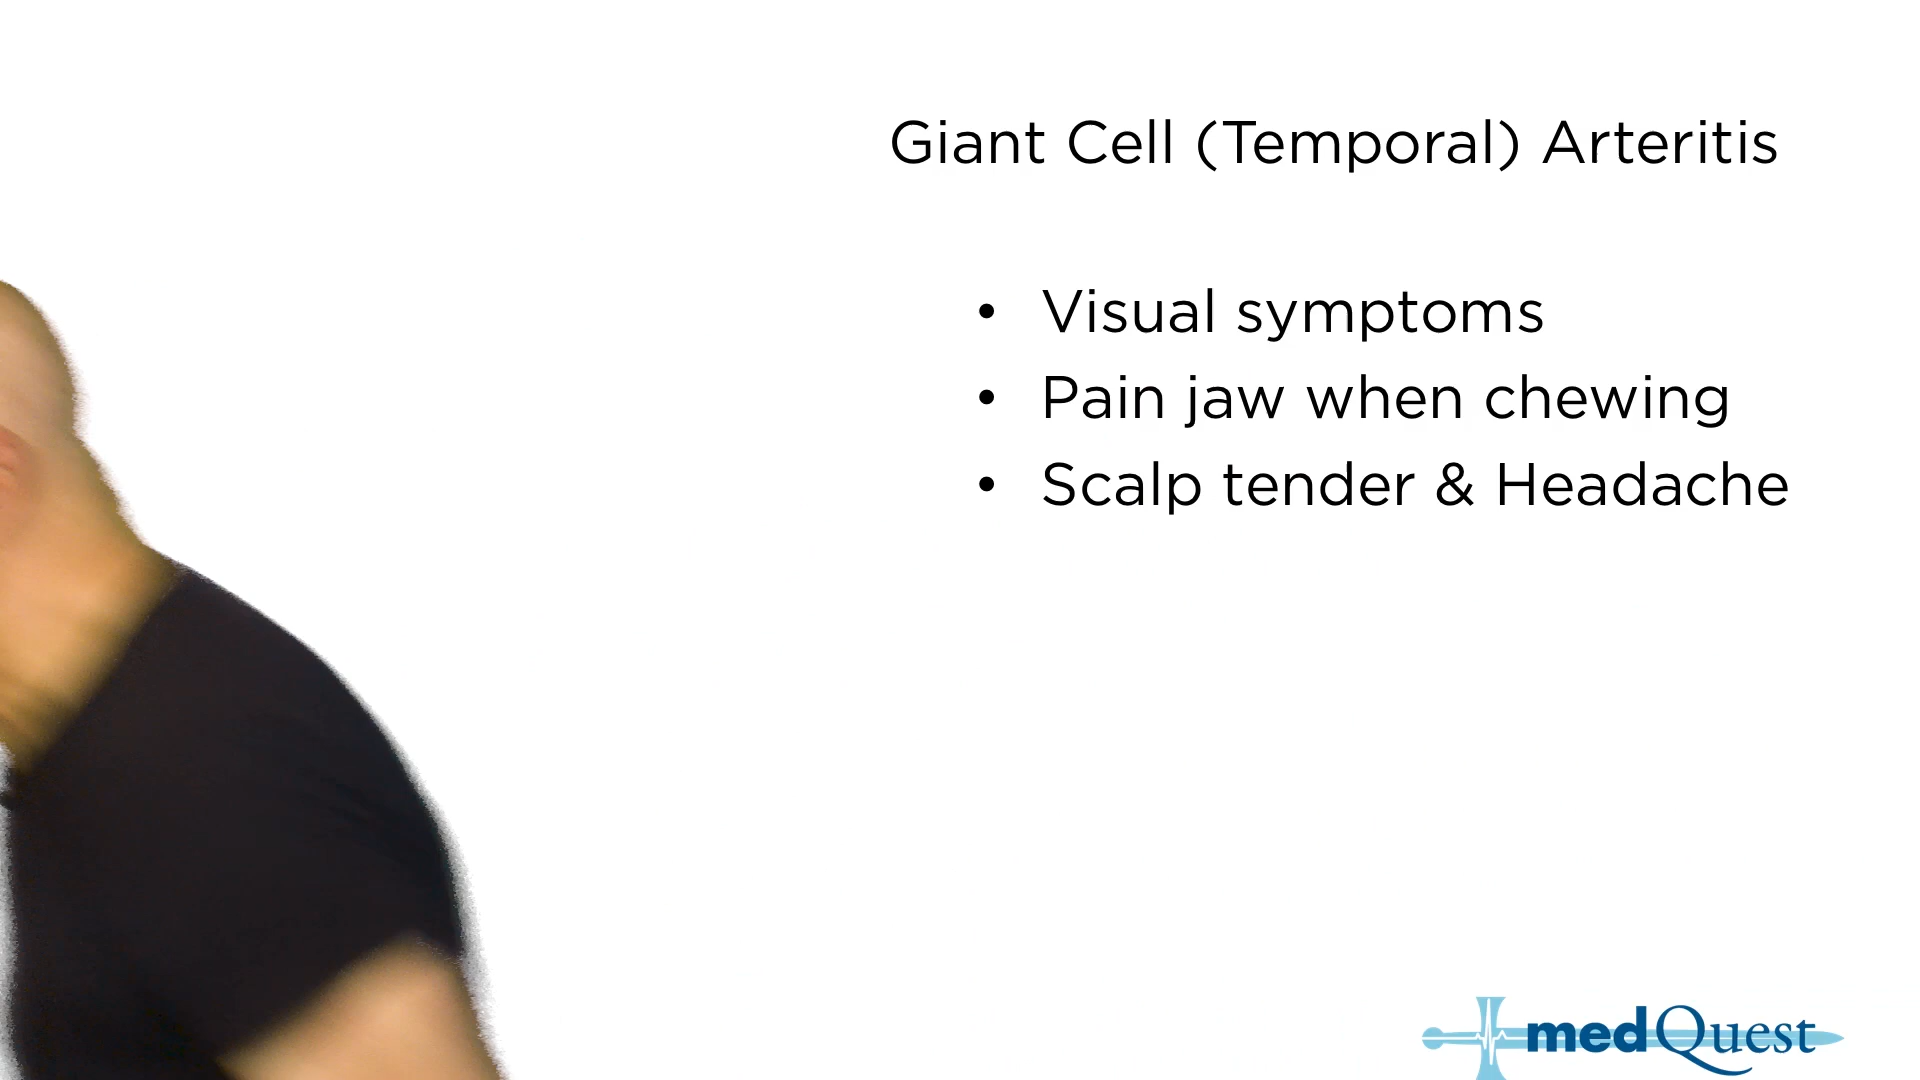 Giant Cell (Temporal) Arteritis
• Visual symptoms
• Pain jaw when chewing
• Scalp tender & Headache
medQuest